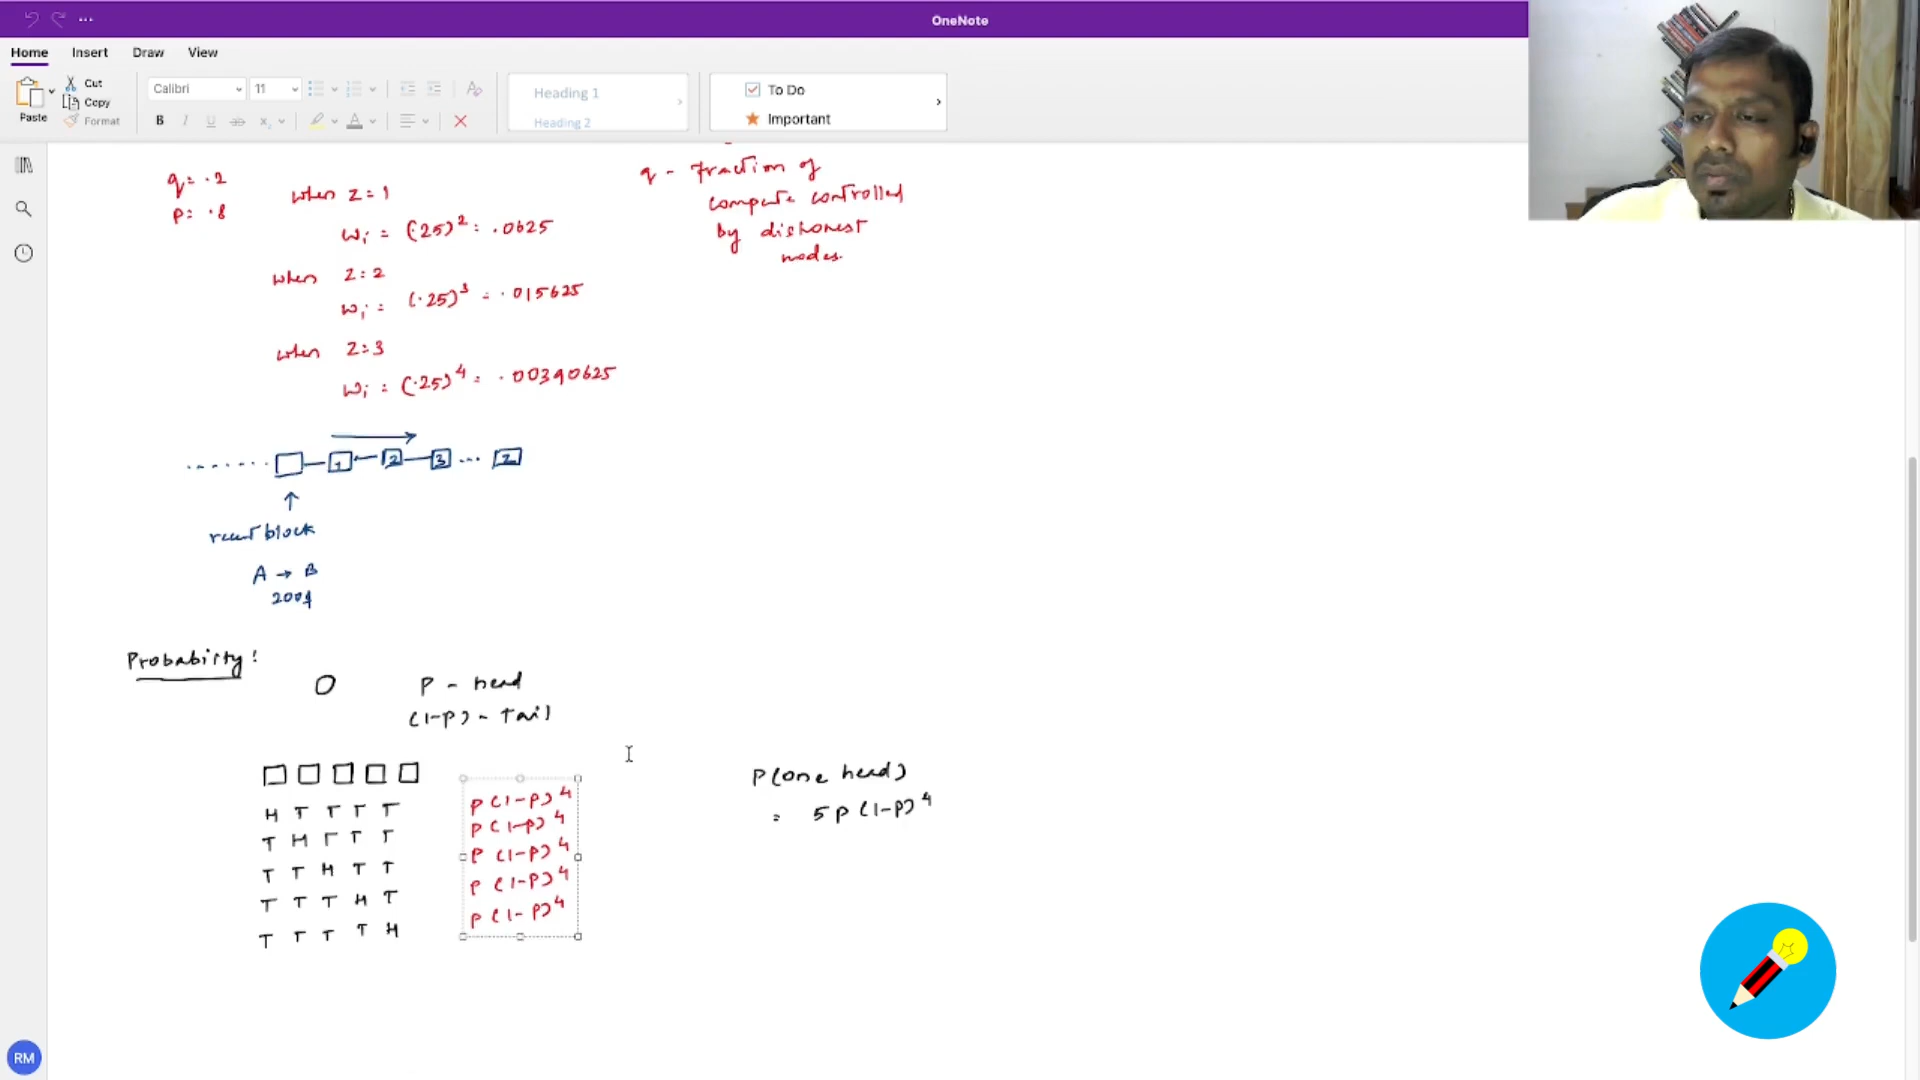 OneNote
Home Insert Draw View
Paste
Cut
Copy
Format
Calibri 11
B I U ab x
A
Heading 1
Heading 2
To Do
Important
q - fraction of
compute controlled
by dishonest
nodes.
q = .2
p = .8
when z = 1
wi = (.25)^2 = .0625
when z = 2
wi = (.25)^3 = .015625
when z = 3
wi = (.25)^4 = .00390625
1 2 3 ... z
recent block
A → B
200
Probability:
P - head
(1-P) - Tail
H T T T T
T H T T T
T T H T T
T T T H T
T T T T H
P(1-P)^4
P(1-P)^4
P(1-P)^4
P(1-P)^4
P(1-P)^4
P(one head)
= 5P(1-P)^4
RM